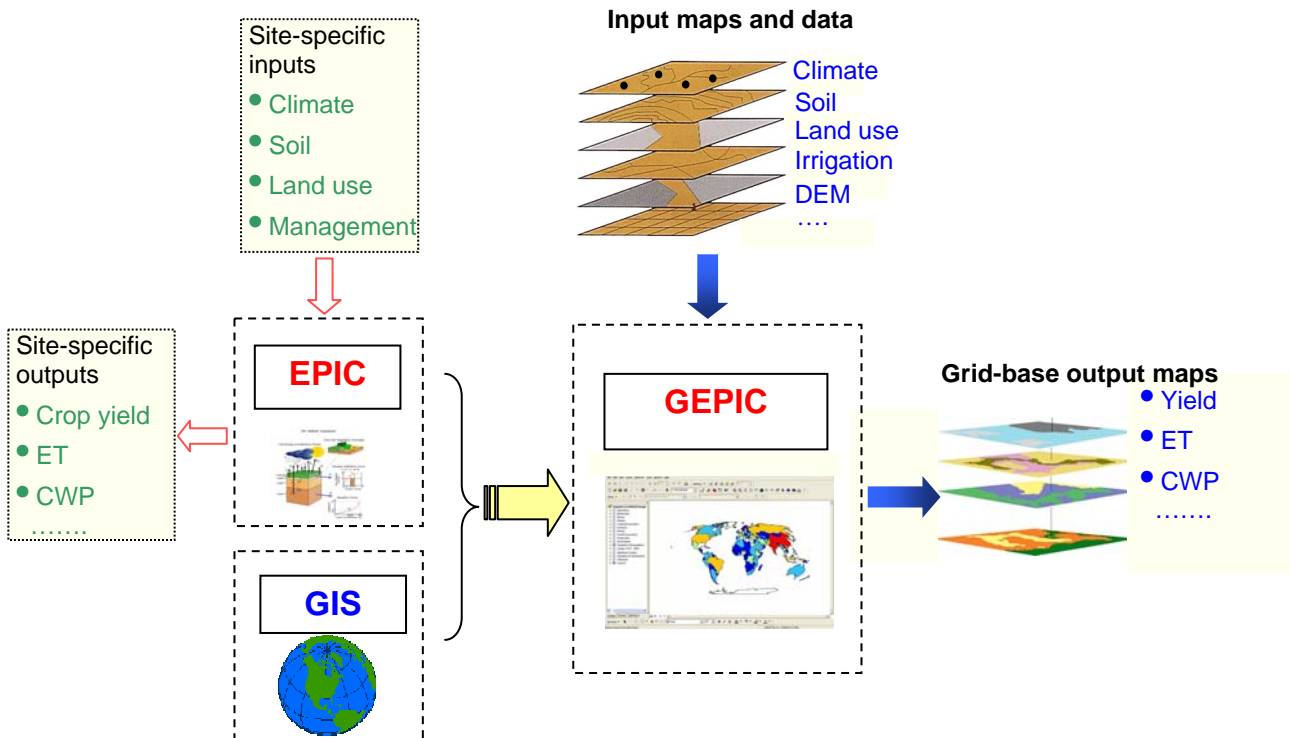 Input maps and data
Site-specific
inputs
• Climate
• Soil
• Land use
• Management
Climate
Soil
Land use
Irrigation
DEM
....
Site-specific
outputs
• Crop yield
• ET
• CWP
.......
EPIC
GIS
GEPIC
Grid-base output maps
• Yield
• ET
• CWP
.......